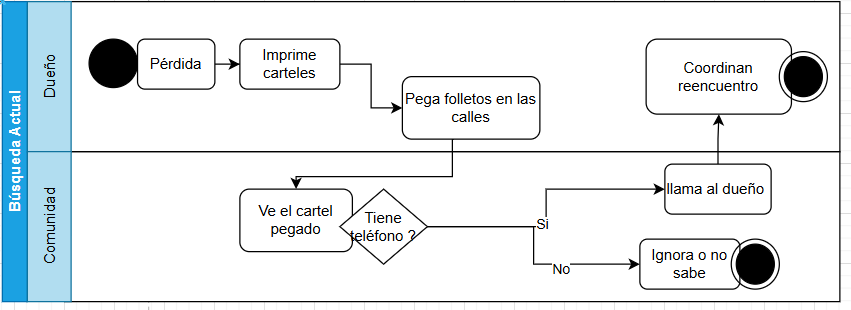 Búsqueda Actual
Dueño
Pérdida
Imprime
carteles
Pega folletos en las
calles
Coordinan
reencuentro
Comunidad
Ve el cartel
pegado
Tiene
teléfono ?
Si
llama al dueño
No
Ignora o no
sabe